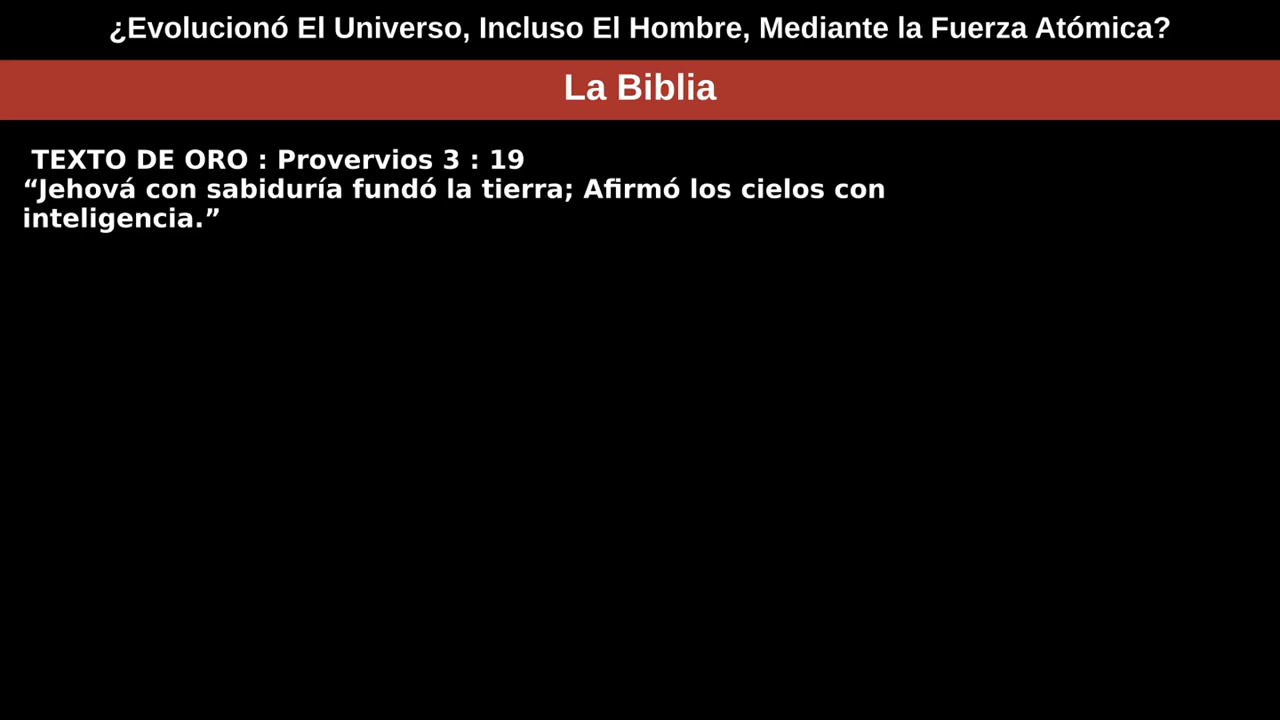 ¿Evolucionó El Universo, Incluso El Hombre, Mediante la Fuerza Atómica?
La Biblia
TEXTO DE ORO : Provervios 3 : 19
“Jehová con sabiduría fundó la tierra; Afirmó los cielos con
inteligencia.”